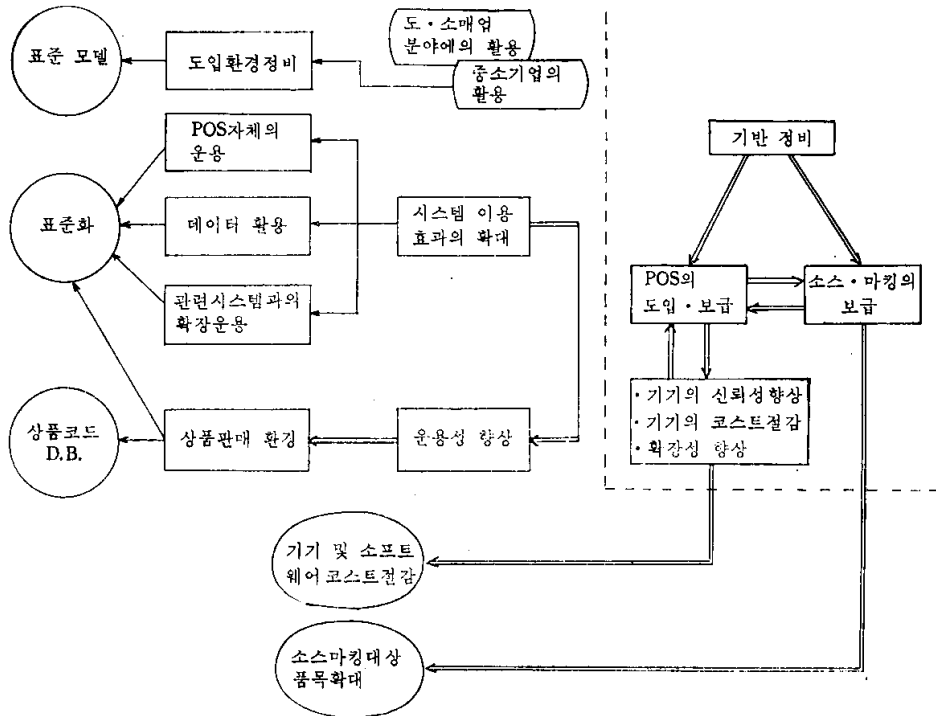 표준 모델
도입환경정비
도・소매업
분야에의 활용
중소기업의
활용
POS자체의
운용
표준화
데이터 활용
시스템 이용
효과의 확대
관련시스템과의
확장운용
상품코드
D.B.
상품판매 환경
운용성 향상
기반 정비
POS의
도입・보급
소스・마킹의
보급
・기기의 신뢰성향상
・기기의 코스트절감
・확장성 향상
기기 및 소프트
웨어 코스트절감
소스마킹대상
품목확대